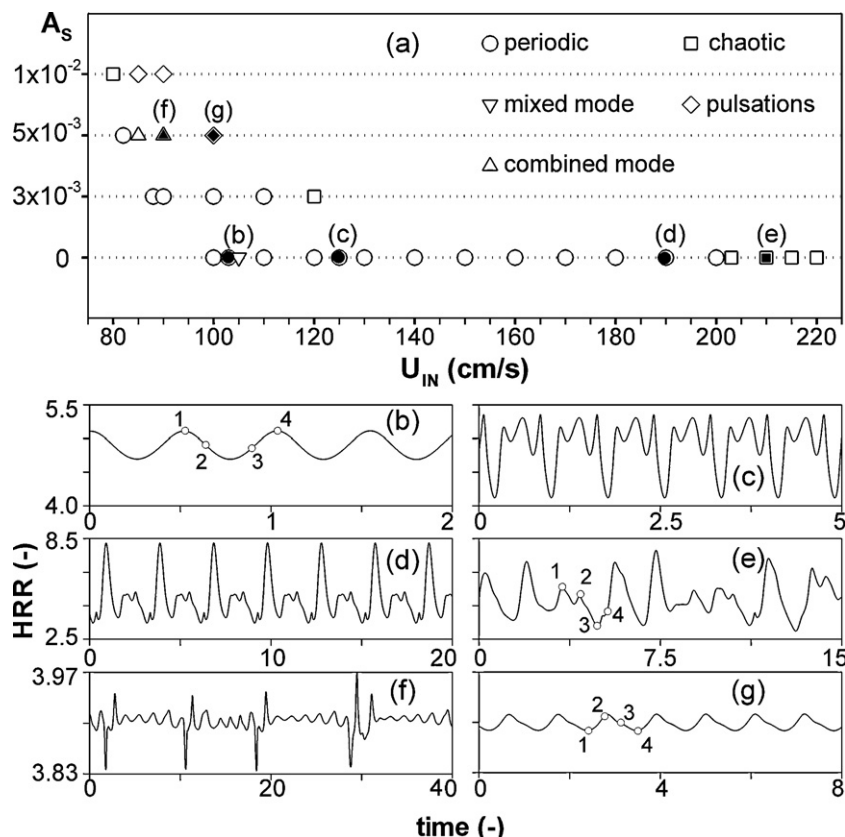 A_S
(a)
periodic
chaotic
1x10⁻²
mixed mode
pulsations
(f)
(g)
5x10⁻³
combined mode
3x10⁻³
(b)
(c)
(d)
(e)
0
80 100 120 140 160 180 200 220
U_IN (cm/s)
5.5
1
4
(b)
2
3
(c)
4.0
0 1 2
0 2.5 5
8.5
(d)
(e)
1
2
3
4
HRR (-)
2.5
0 10 20
0 7.5 15
3.97
(f)
(g)
2
3
1
4
3.83
0 20 40
0 4 8
time (-)